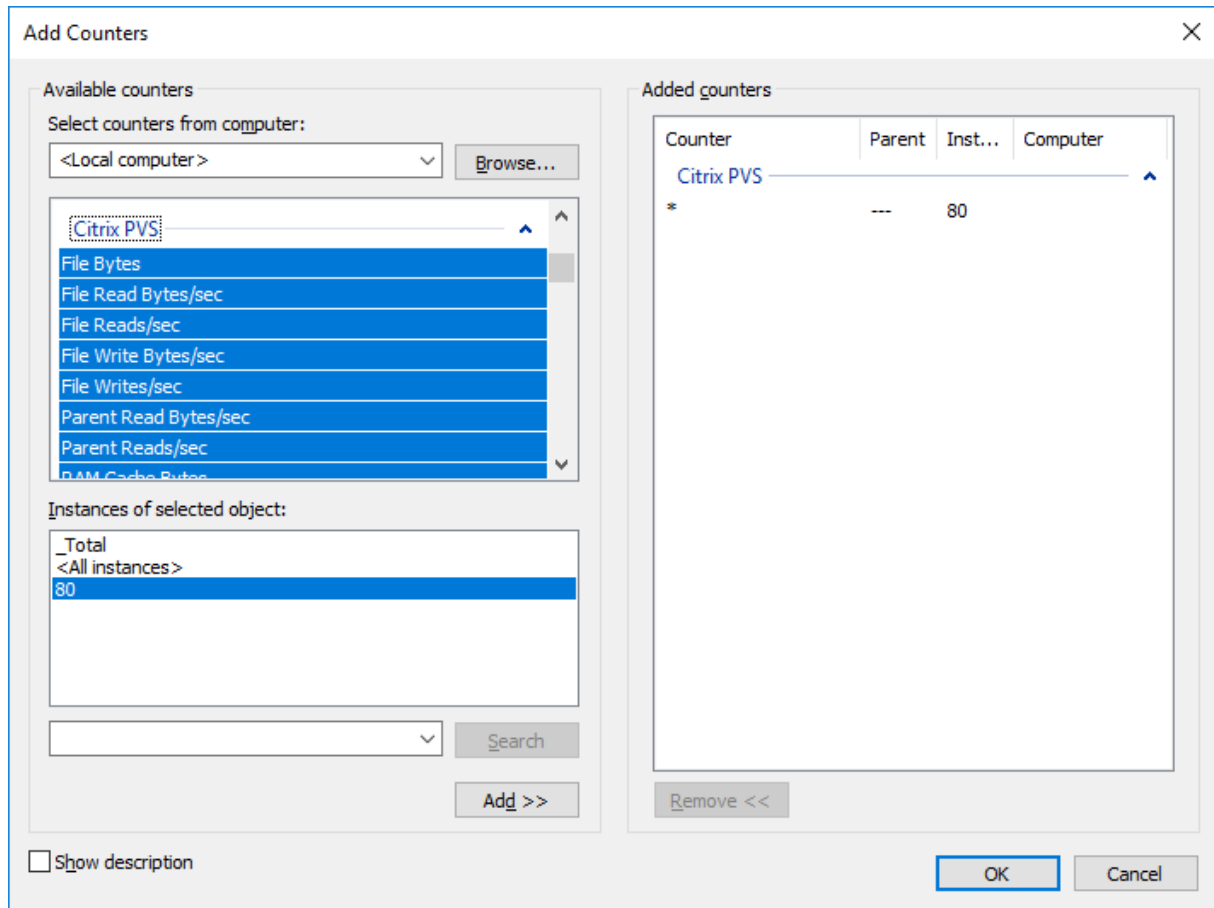 Add Counters
Available counters
Select counters from computer:
<Local computer>
Browse...
Citrix PVS
File Bytes
File Read Bytes/sec
File Reads/sec
File Write Bytes/sec
File Writes/sec
Parent Read Bytes/sec
Parent Reads/sec
RAM Cache Bytes
Instances of selected object:
_Total
<All instances>
80
Search
Add >>
Show description
Added counters
Counter Parent Inst... Computer
Citrix PVS
* --- 80
Remove <<
OK Cancel